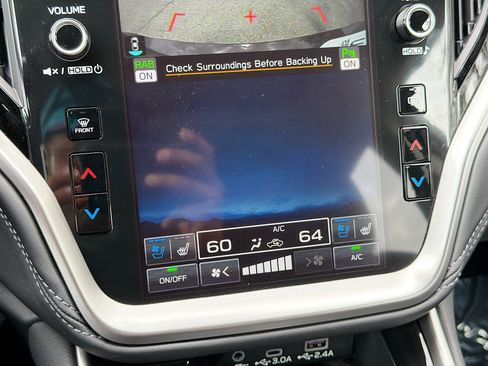 VOLUME
/ HOLD
HOLD
RAB
ON
Check Surroundings Before Backing Up
ON
FRONT
A/C
60
64
ON/OFF
A/C
3.0A
2.4A